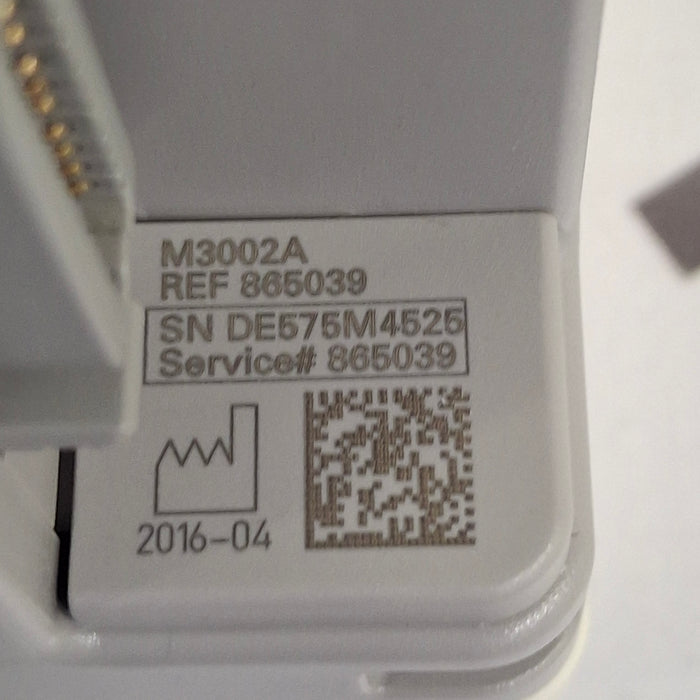 M3002A
REF 865039
SN DE575M4525
Service# 865039
2016-04